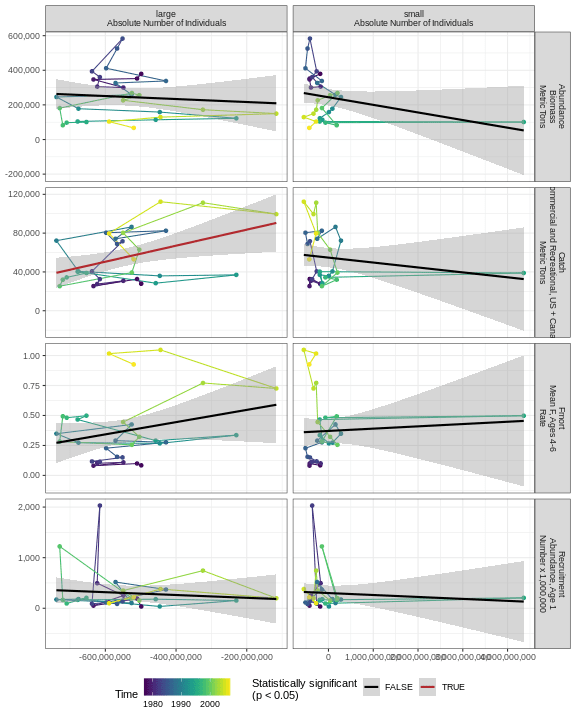 large
Absolute Number of Individuals
small
Absolute Number of Individuals
600,000
400,000
200,000
0
-200,000
Abundance
Biomass
Metric Tons
120,000
80,000
40,000
0
Catch
ommercial and Recreational, US + Cana
Metric Tons
1.00
0.75
0.50
0.25
0.00
Fmort
Mean F, Ages 4-6
Rate
2,000
1,000
0
Recruitment
Abundance, Age 1
Number x 1,000,000
-600,000,000
-400,000,000
-200,000,000
0
1,000,000,000
2,000,000,000
3,000,000,000
4,000,000,000
Time
1980 1990 2000
Statistically significant
(p < 0.05)
FALSE
TRUE